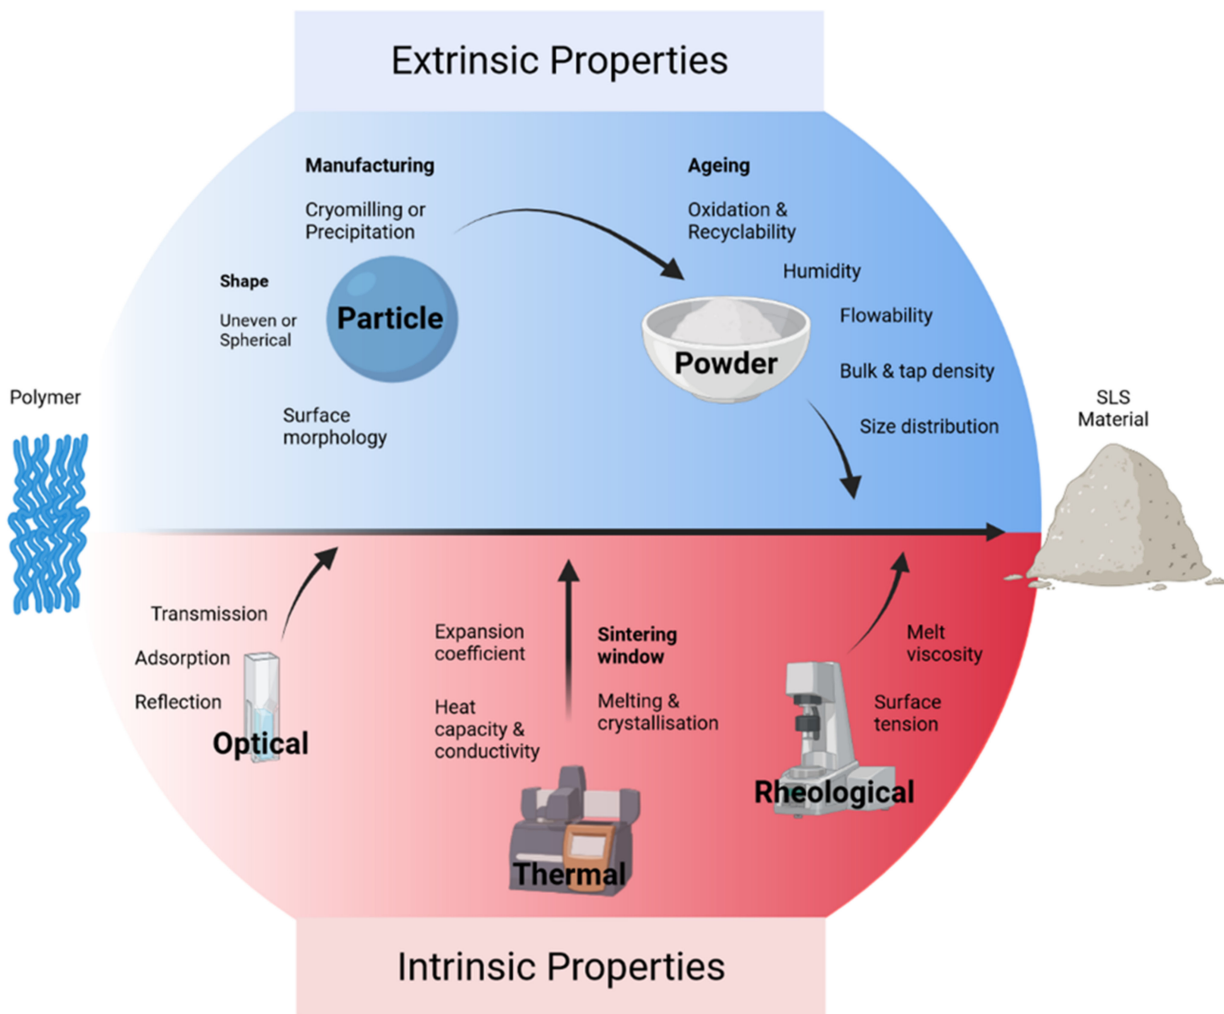 Extrinsic Properties
Manufacturing
Cryomilling or
Precipitation
Shape
Uneven or
Spherical
Particle
Surface
morphology
Ageing
Oxidation &
Recyclability
Humidity
Flowability
Powder
Bulk & tap density
Size distribution
Polymer
SLS
Material
Transmission
Adsorption
Reflection
Optical
Expansion
coefficient
Heat
capacity &
conductivity
Sintering
window
Melting &
crystallisation
Thermal
Melt
viscosity
Surface
tension
Rheological
Intrinsic Properties